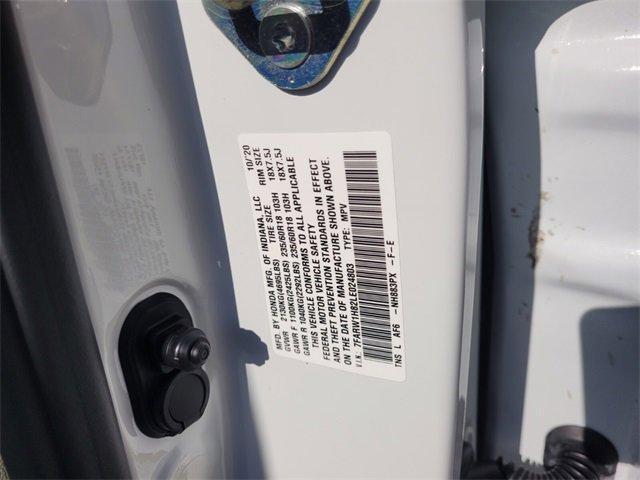 MFD. BY HONDA MFG. OF INDIANA, LLC 10/'20
GVWR 2130KG(4695LBS) TIRE SIZE RIM SIZE
GAWR F 1100KG(2425LBS) 235/60R18 103H 18X7.5J
GAWR R 1040KG(2292LBS) 235/60R18 103H 18X7.5J
THIS VEHICLE CONFORMS TO ALL APPLICABLE
FEDERAL MOTOR VEHICLE SAFETY
AND THEFT PREVENTION STANDARDS IN EFFECT
ON THE DATE OF MANUFACTURE SHOWN ABOVE.
V.I.N.: 7FARW1H82LE024803 TYPE: MPV
TNS L AF6 -NH883PX -F-E